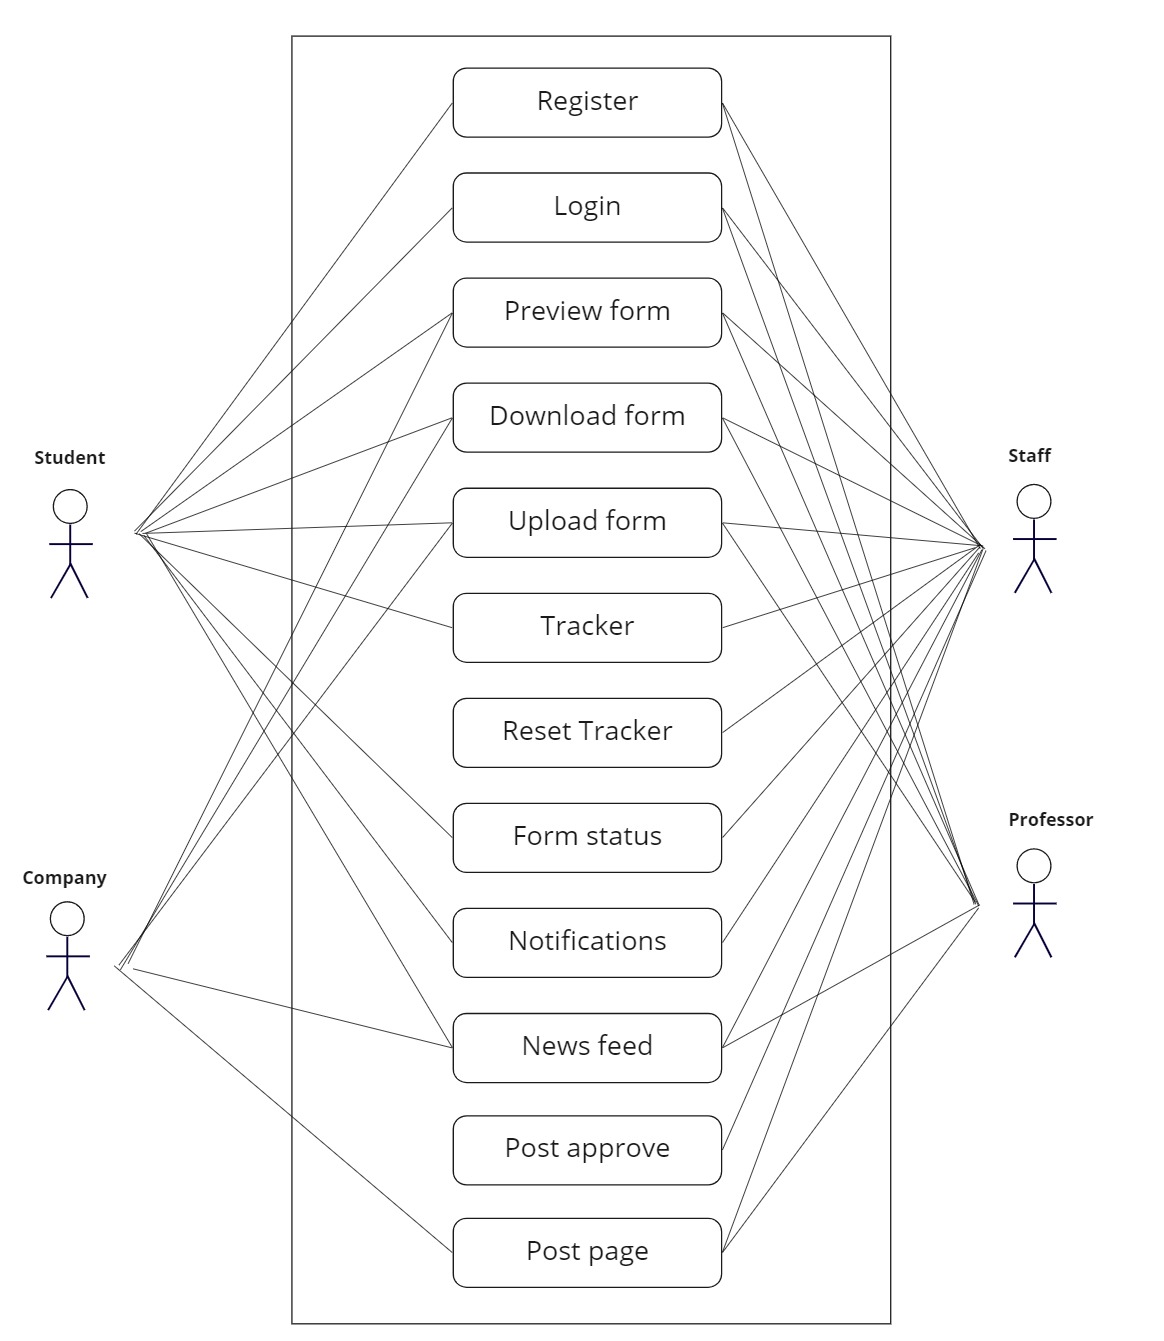 Register
Login
Preview form
Download form
Upload form
Tracker
Reset Tracker
Form status
Notifications
News feed
Post approve
Post page
Student
Company
Staff
Professor